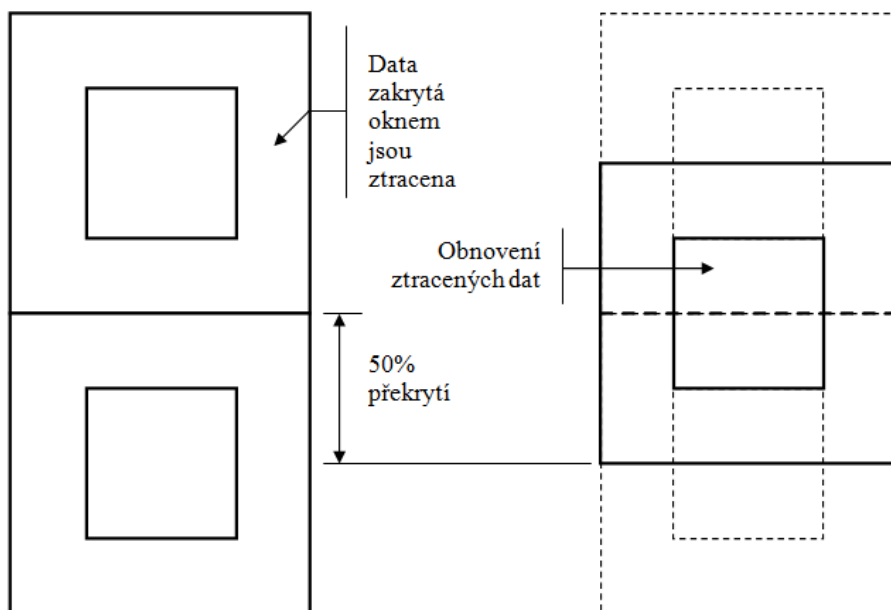 Data
zakrytá
oknem
jsou
ztracena
Obnovení
ztracených dat
50%
překrytí